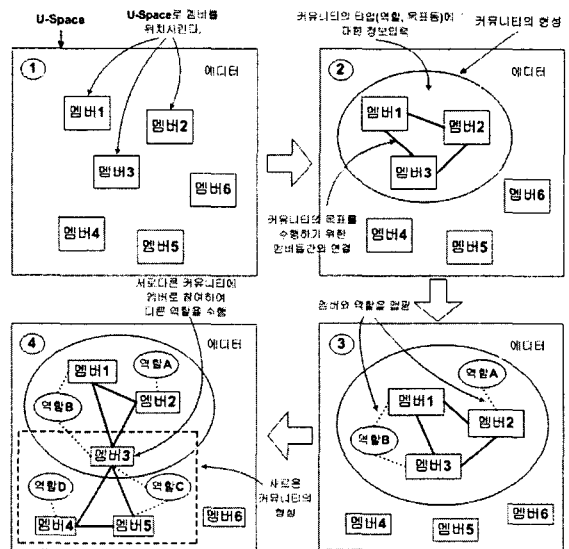 U-Space
U-Space로 멤버를
위치시킨다.
커뮤니티의 타입(역할, 목표등)에
대한 정보입력
커뮤니티의 형성
1
에디터
멤버1
멤버2
멤버3
멤버6
멤버4
멤버5
2
에디터
멤버1
멤버2
멤버3
멤버6
커뮤니티의 목표를
수행하기 위한
멤버들간의 연결
멤버4
멤버5
서로다른 커뮤니티에
멤버로 참여하여
다른 역할을 수행
멤버와 역할을 맵핑
4
에디터
역할A
멤버1
멤버2
역할B
멤버3
역할D
역할C
멤버4
멤버5
멤버6
새로운
커뮤니티의
형성
3
에디터
역할A
멤버1
멤버2
역할B
멤버3
멤버4
멤버5
멤버6